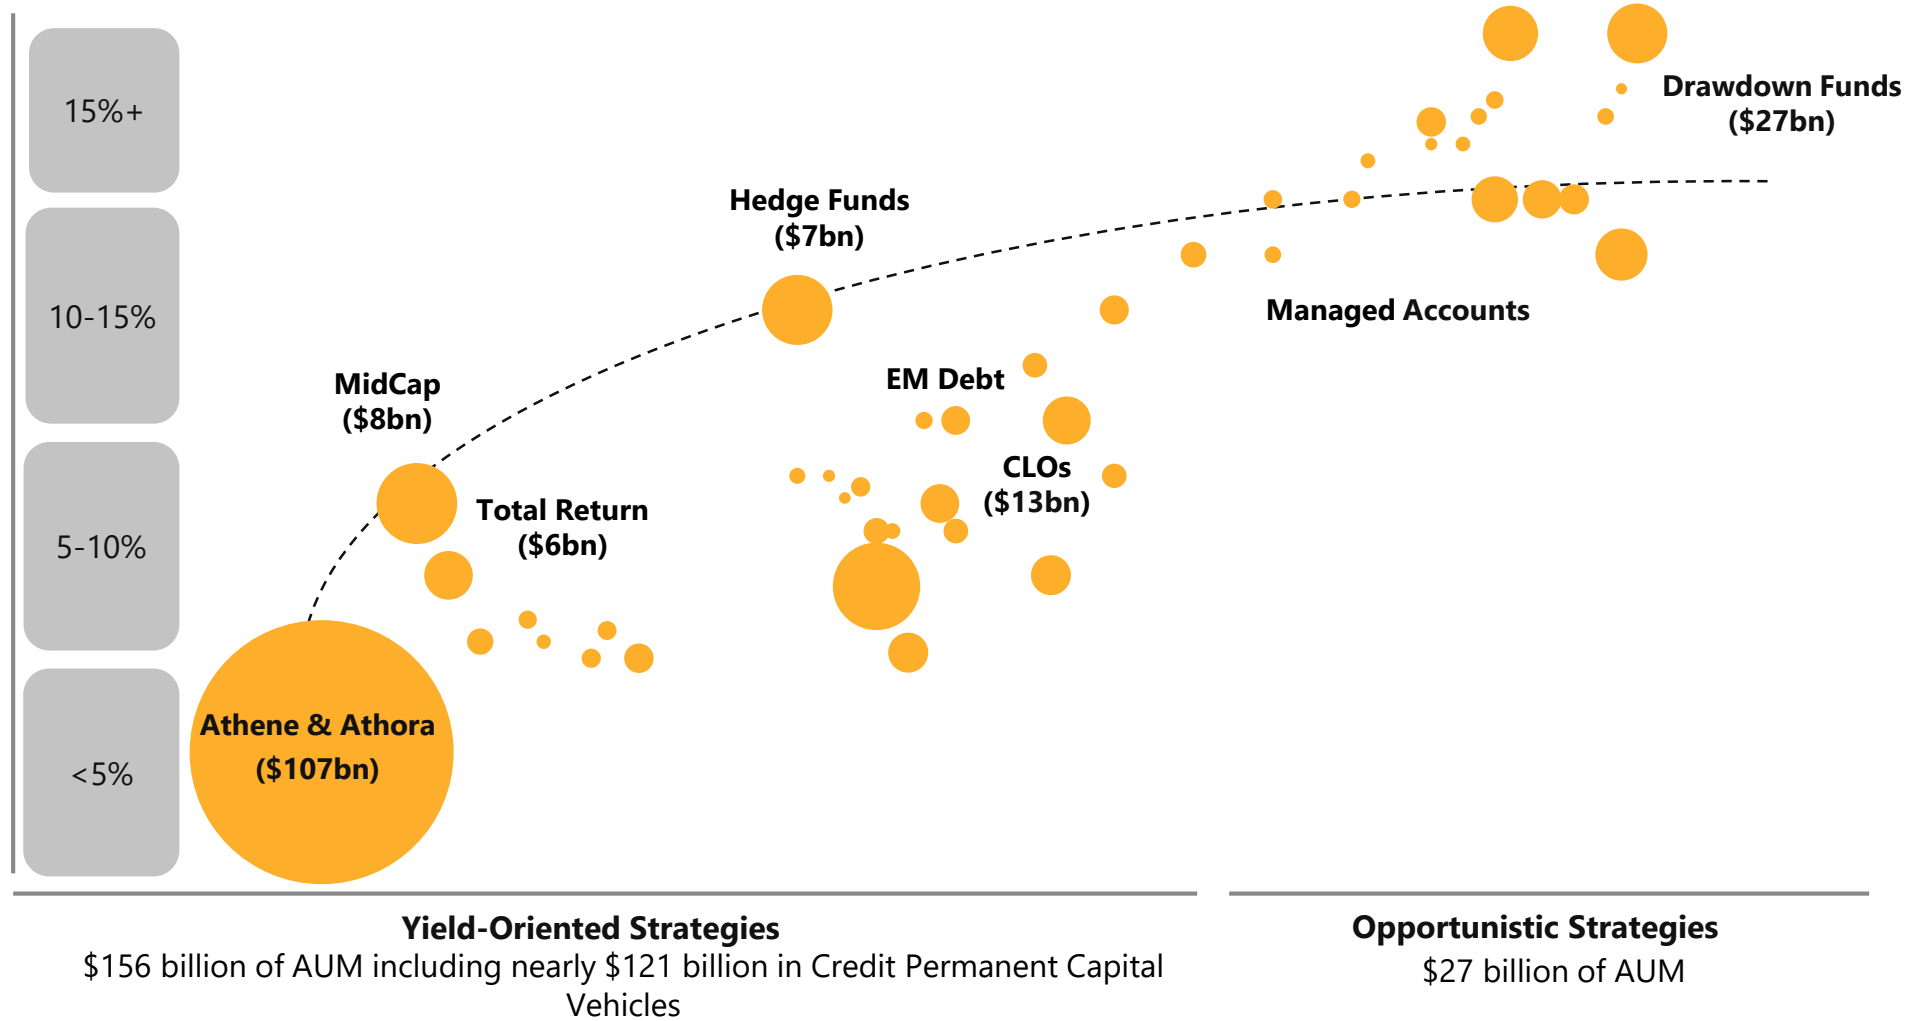 15%+
10-15%
5-10%
<5%
Drawdown Funds
($27bn)
Hedge Funds
($7bn)
Managed Accounts
MidCap
($8bn)
EM Debt
CLOs
($13bn)
Total Return
($6bn)
Athene & Athora
($107bn)
Yield-Oriented Strategies
$156 billion of AUM including nearly $121 billion in Credit Permanent Capital
Vehicles
Opportunistic Strategies
$27 billion of AUM